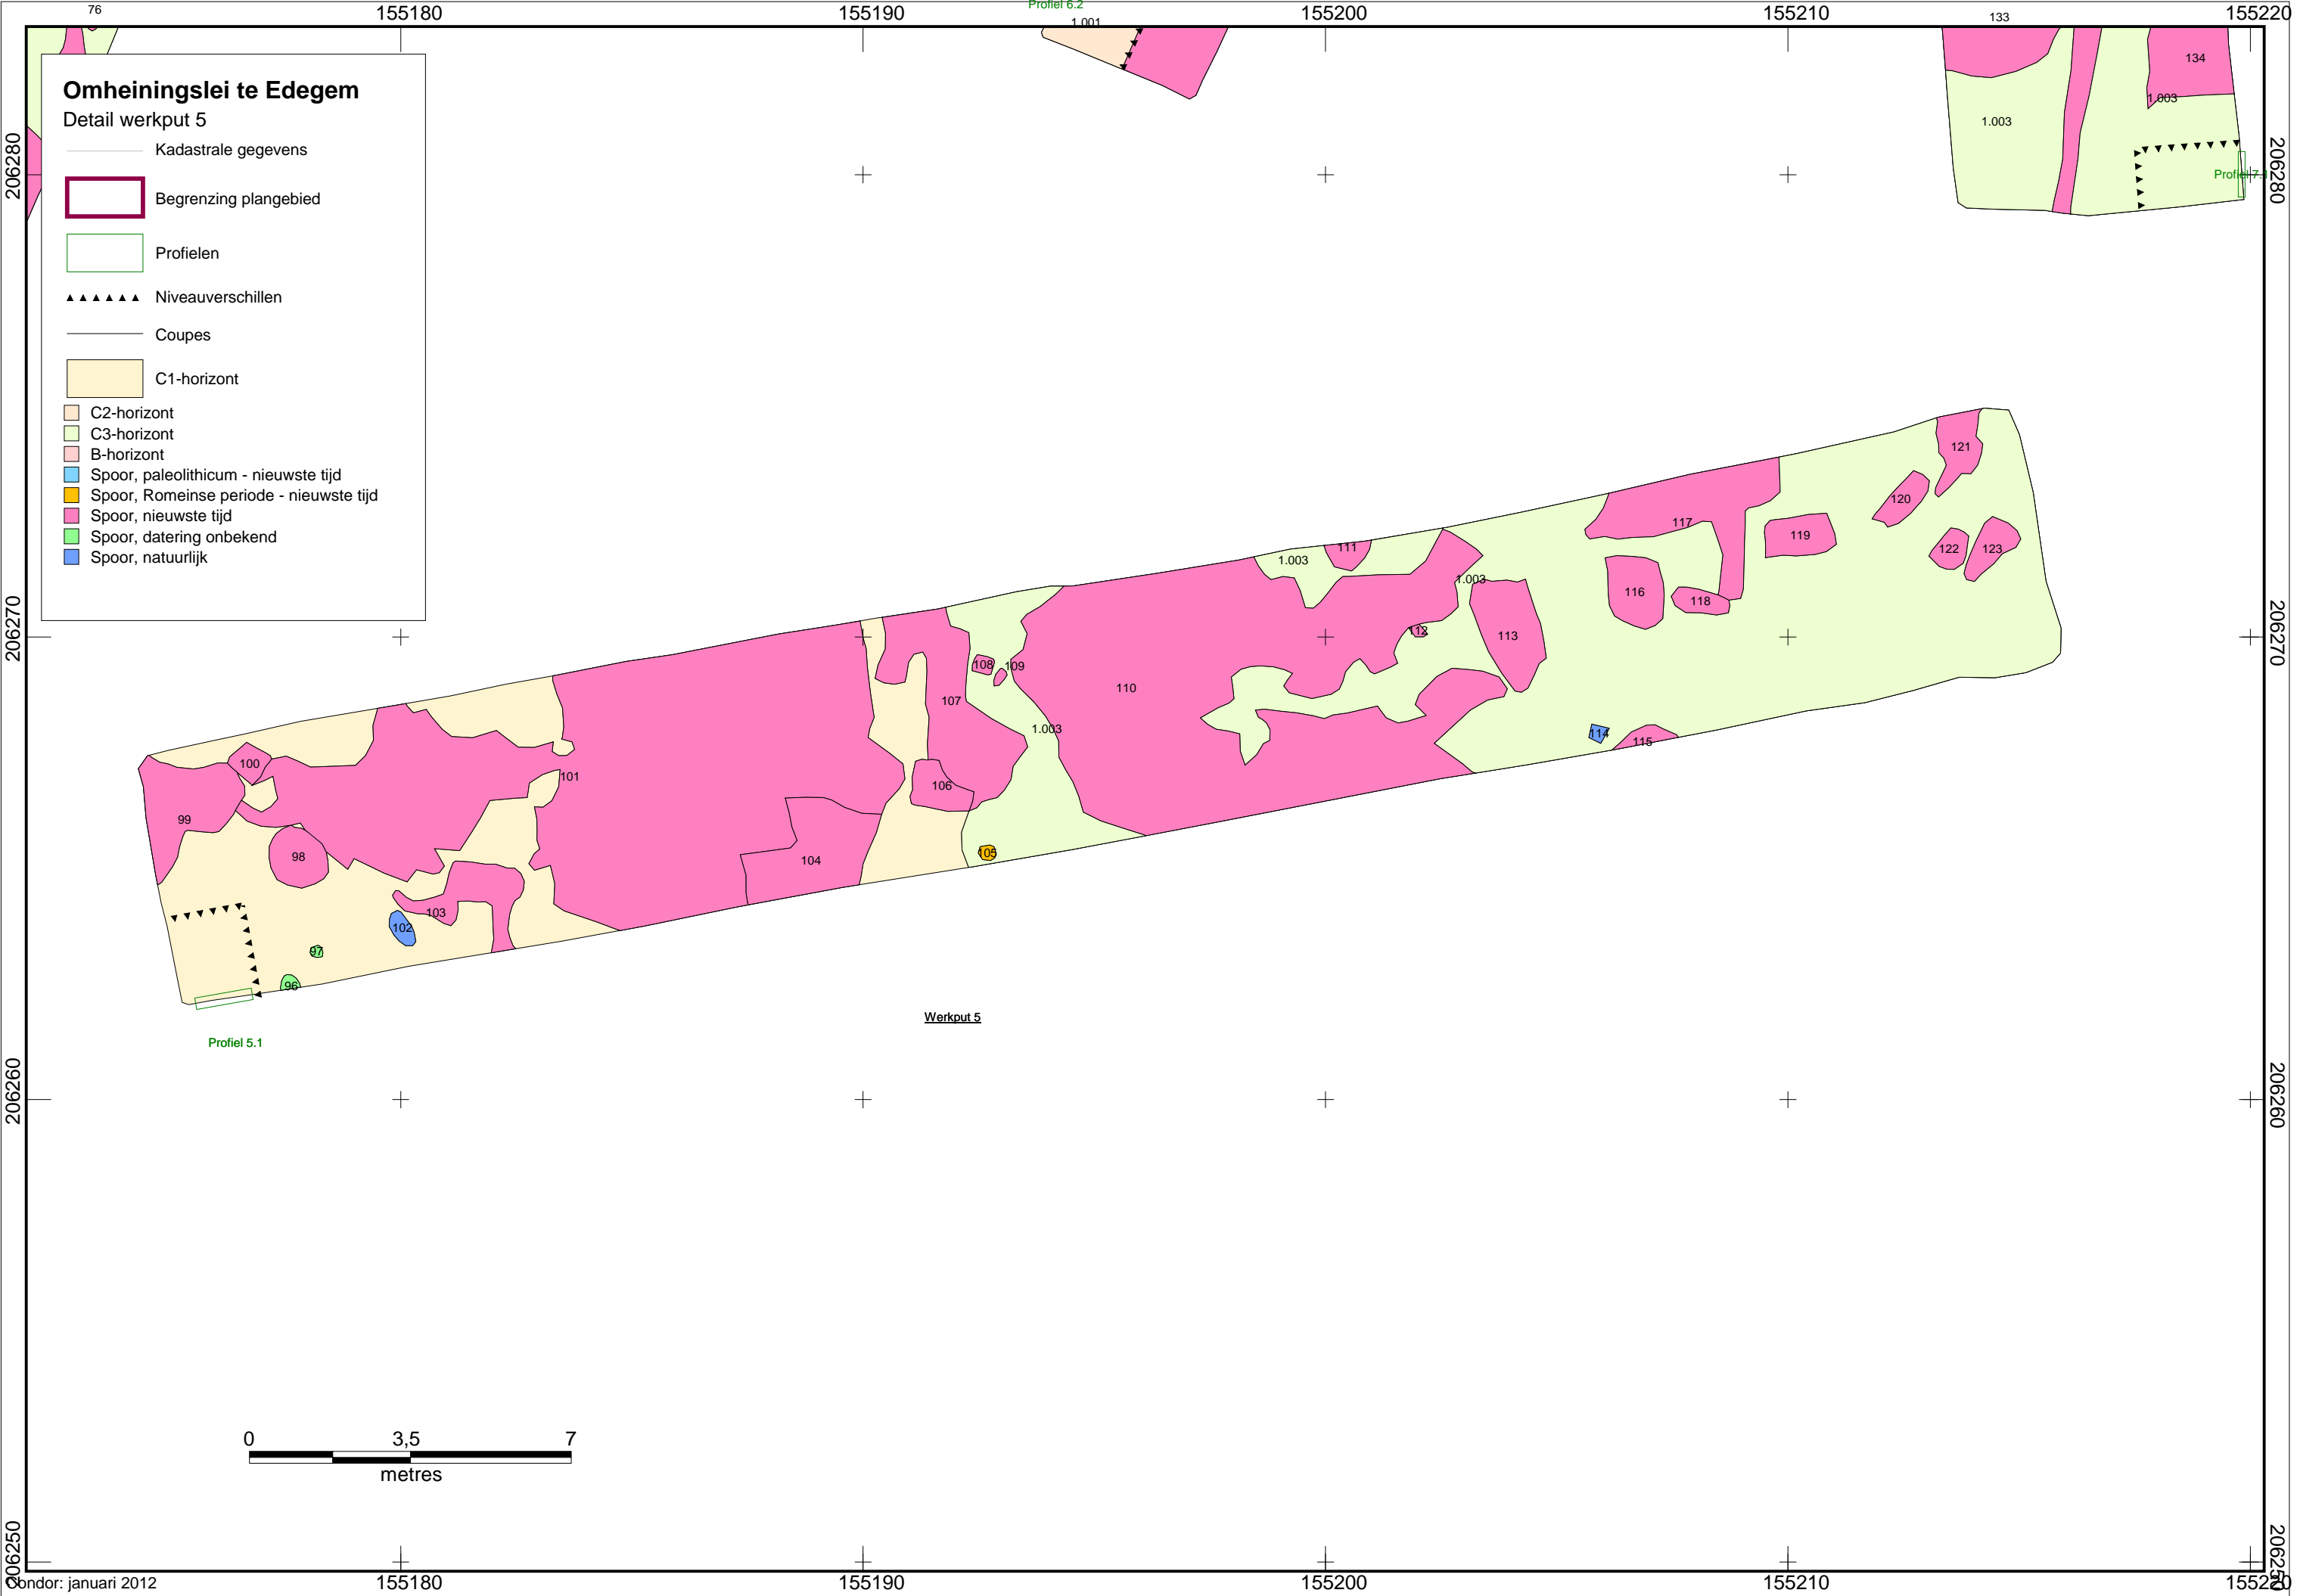 76
155180
155190
Profiel 6.2
1.001
155200
155210
133
155220
Omheiningslei te Edegem
Detail werkput 5
Kadastrale gegevens
Begrenzing plangebied
Profielen
Niveauverschillen
Coupes
C1-horizont
C2-horizont
C3-horizont
B-horizont
Spoor, paleolithicum - nieuwste tijd
Spoor, Romeinse periode - nieuwste tijd
Spoor, nieuwste tijd
Spoor, datering onbekend
Spoor, natuurlijk
134
1.003
1.003
Profiel 7.1
206280
206280
121
120
117
119
122
123
111
1.003
1.003
116
118
112
113
206270
206270
108
109
110
107
1.003
114
115
100
101
106
99
98
104
105
103
102
97
96
Werkput 5
Profiel 5.1
206260
206260
0 3,5 7
metres
206250
206250
Condor: januari 2012
155180
155190
155200
155210
155220